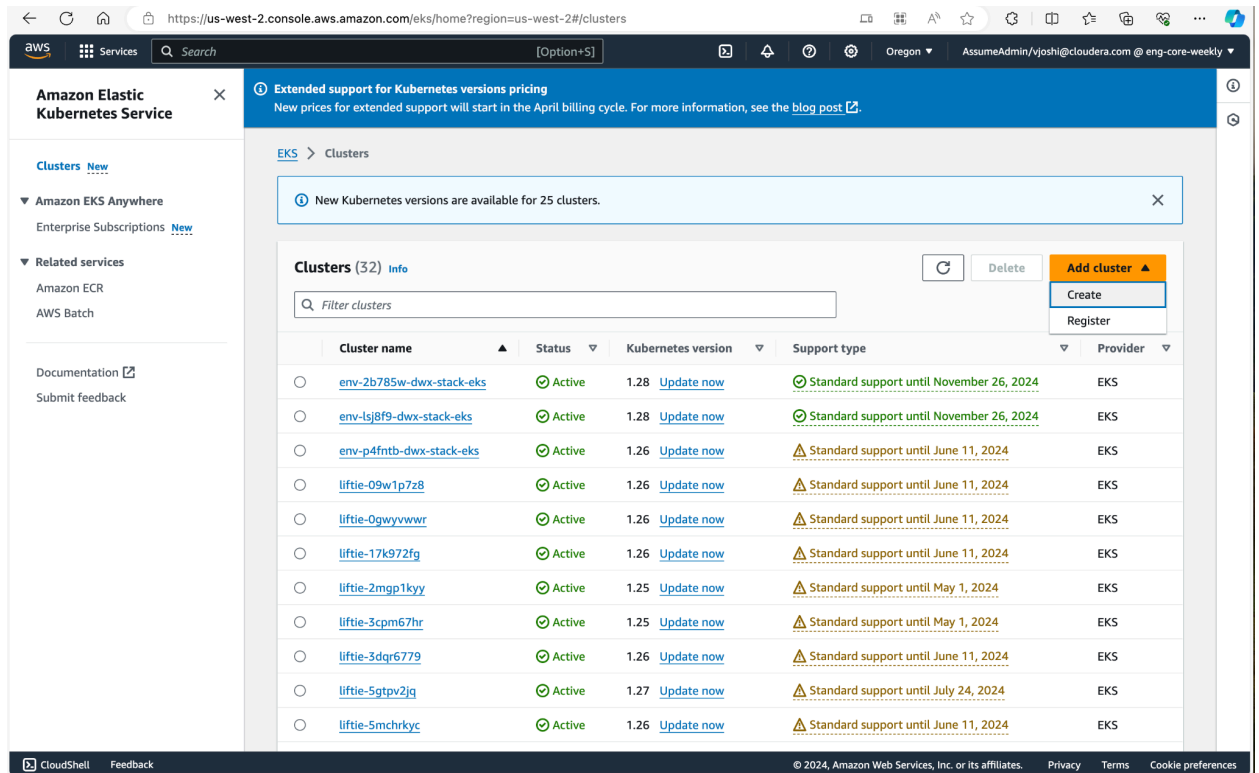 https://us-west-2.console.aws.amazon.com/eks/home?region=us-west-2#/clusters
aws Services Search [Option+S] Oregon AssumeAdmin/vjoshi@cloudera.com @ eng-core-weekly
Amazon Elastic
Kubernetes Service
Clusters New
Amazon EKS Anywhere
Enterprise Subscriptions New
Related services
Amazon ECR
AWS Batch
Documentation
Submit feedback
Extended support for Kubernetes versions pricing
New prices for extended support will start in the April billing cycle. For more information, see the blog post.
EKS > Clusters
New Kubernetes versions are available for 25 clusters.
Clusters (32) Info
Delete
Add cluster
Create
Register
Filter clusters
Cluster name Status Kubernetes version Support type Provider
env-2b785w-dwx-stack-eks Active 1.28 Update now Standard support until November 26, 2024 EKS
env-lsj8f9-dwx-stack-eks Active 1.28 Update now Standard support until November 26, 2024 EKS
env-p4fntb-dwx-stack-eks Active 1.26 Update now Standard support until June 11, 2024 EKS
liftie-09w1p7z8 Active 1.26 Update now Standard support until June 11, 2024 EKS
liftie-0gwyvwwr Active 1.26 Update now Standard support until June 11, 2024 EKS
liftie-17k972fg Active 1.26 Update now Standard support until June 11, 2024 EKS
liftie-2mgp1kyy Active 1.25 Update now Standard support until May 1, 2024 EKS
liftie-3cpm67hr Active 1.25 Update now Standard support until May 1, 2024 EKS
liftie-3dqr6779 Active 1.26 Update now Standard support until June 11, 2024 EKS
liftie-5gtpv2jq Active 1.27 Update now Standard support until July 24, 2024 EKS
liftie-5mchrkyc Active 1.26 Update now Standard support until June 11, 2024 EKS
CloudShell Feedback © 2024, Amazon Web Services, Inc. or its affiliates. Privacy Terms Cookie preferences